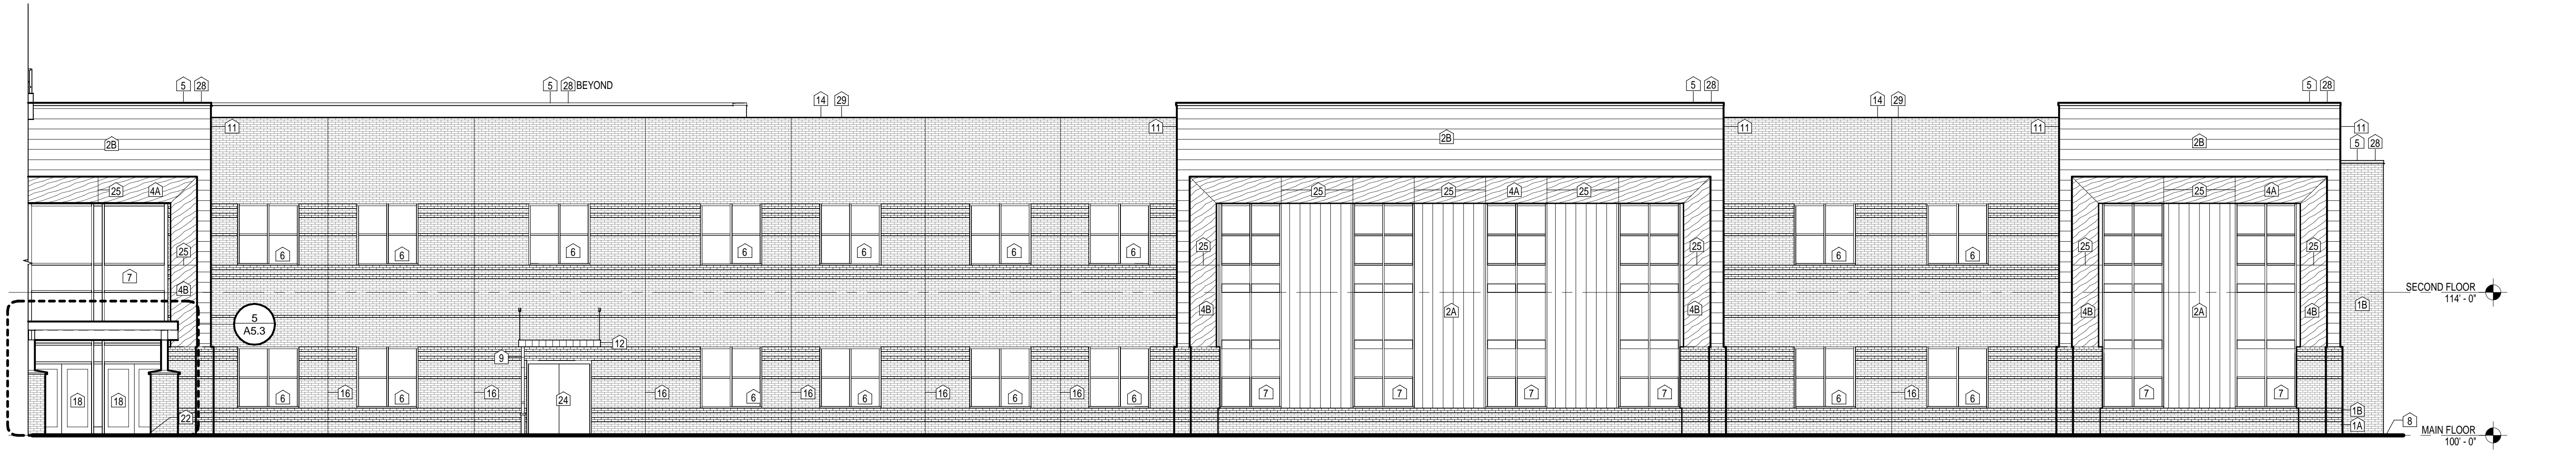 5 28 5 28 BEYOND 5 28 5 28
14 29 14 29
11 11 11 11 11
2B 2B 2B
5 28
25 4A 25 25 4A 25 25 4A
25 6 6 6 6 6 6 6 25 25 6 6 25 25
7
4B
SECOND FLOOR
114' - 0"
1B
4B 2A 4B 4B 2A 4B
5
A5.3
12
9
6 16 6 16 24 16 6 16 6 16 6 16 6 7 7 7 7 6 16 6 7 7
18 18
22
1B
8
1A
MAIN FLOOR
100' - 0"